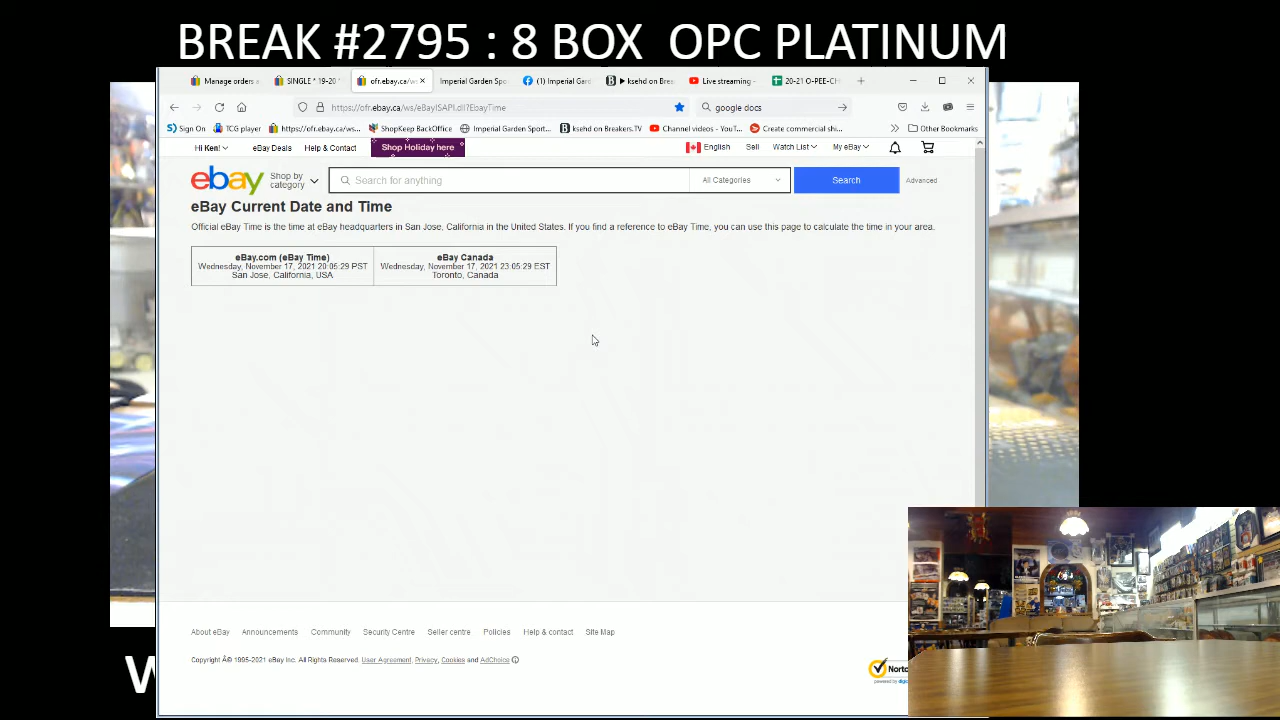 BREAK #2795 : 8 BOX OPC PLATINUM
Manage orders
SINGLE * 19-20
ofr.ebay.ca/ws
Imperial Garden Spo
(1) Imperial Gard
ksehd on Brea
Live streaming -
20-21 O-PEE-CH
https://ofr.ebay.ca/ws/eBayISAPI.dll?EbayTime
google docs
Sign On
TCG player
https://ofr.ebay.ca/ws...
ShopKeep BackOffice
Imperial Garden Sport...
ksehd on Breakers.TV
Channel videos - YouT...
Create commercial shi...
Other Bookmarks
Hi Ken!
eBay Deals
Help & Contact
Shop Holiday here
English
Sell
Watch List
My eBay
ebay
Shop by
category
Search for anything
All Categories
Search
Advanced
eBay Current Date and Time
Official eBay Time is the time at eBay headquarters in San Jose, California in the United States. If you find a reference to eBay Time, you can use this page to calculate the time in your area.
eBay.com (eBay Time)
Wednesday, November 17, 2021 20:05:29 PST
San Jose, California, USA
eBay Canada
Wednesday, November 17, 2021 23:05:29 EST
Toronto, Canada
About eBay
Announcements
Community
Security Centre
Seller centre
Policies
Help & contact
Site Map
Copyright Â© 1995-2021 eBay Inc. All Rights Reserved. User Agreement, Privacy, Cookies and AdChoice
Norto
powered by digic
W